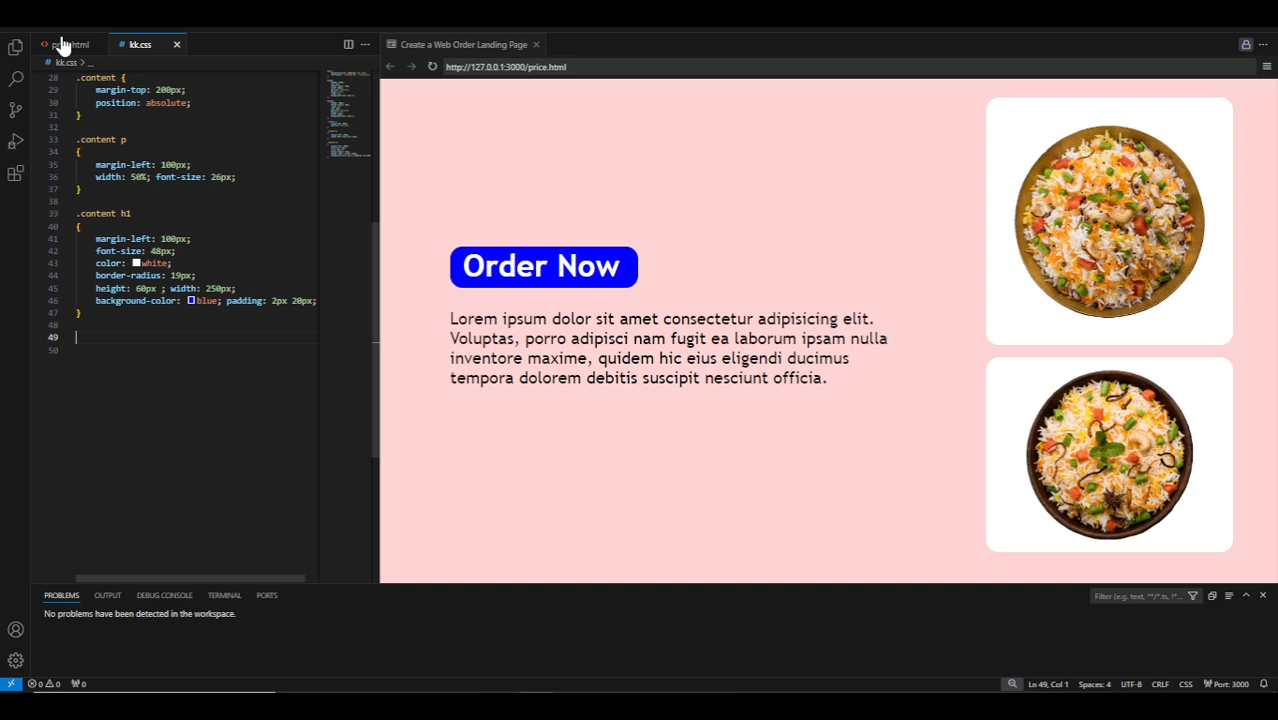 html
kk.css
Create a Web Order Landing Page
# kk.css > ...
http://127.0.0.1:3000/price.html
28 .content {
29 margin-top: 200px;
30 position: absolute;
31 }
32
33 .content p
34 {
35 margin-left: 100px;
36 width: 50%; font-size: 26px;
37 }
38
39 .content h1
40 {
41 margin-left: 100px;
42 font-size: 48px;
43 color: white;
44 border-radius: 19px;
45 height: 60px ; width: 250px;
46 background-color: blue; padding: 2px 20px;
47 }
48
49
50
Order Now
Lorem ipsum dolor sit amet consectetur adipisicing elit.
Voluptas, porro adipisci nam fugit ea laborum ipsam nulla
inventore maxime, quidem hic eius eligendi ducimus
tempora dolorem debitis suscipit nesciunt officia.
PROBLEMS OUTPUT DEBUG CONSOLE TERMINAL PORTS
Filter (e.g. text, **/*.ts, !*...
No problems have been detected in the workspace.
0 0 0
Ln 49, Col 1 Spaces: 4 UTF-8 CRLF CSS Port: 3000